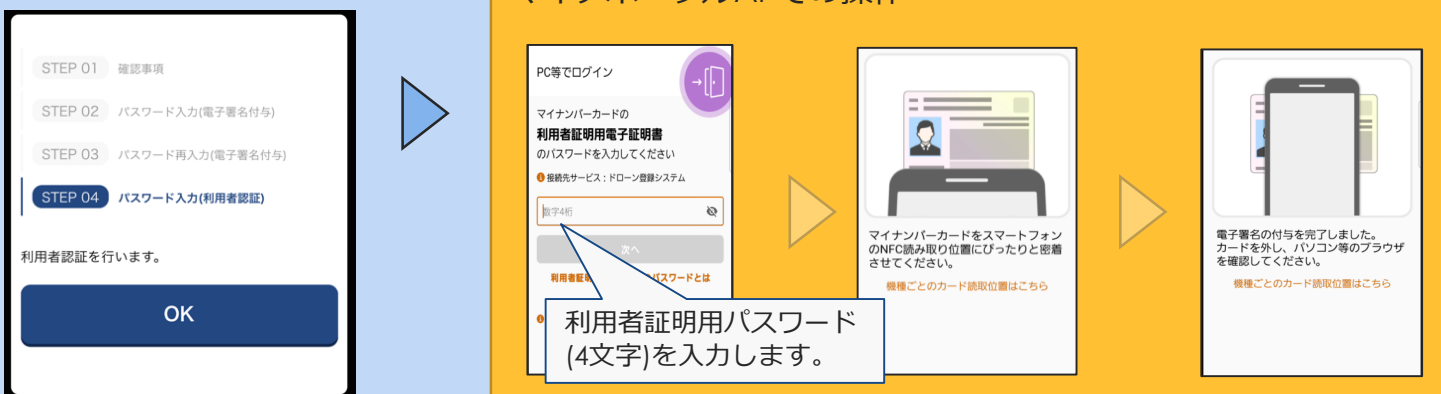 STEP 01 確認事項
STEP 02 パスワード入力(電子署名付与)
STEP 03 パスワード再入力(電子署名付与)
STEP 04 パスワード入力(利用者認証)
利用者認証を行います。
OK
PC等でログイン
マイナンバーカードの
利用者証明用電子証明書
のパスワードを入力してください
接続先サービス：ドローン登録システム
数字4桁
次へ
利用者証 パスワードとは
利用者証明用パスワード
(4文字)を入力します。
マイナンバーカードをスマートフォン
のNFC読み取り位置にぴったりと密着
させてください。
機種ごとのカード読取位置はこちら
電子署名の付与を完了しました。
カードを外し、パソコン等のブラウザ
を確認してください。
機種ごとのカード読取位置はこちら